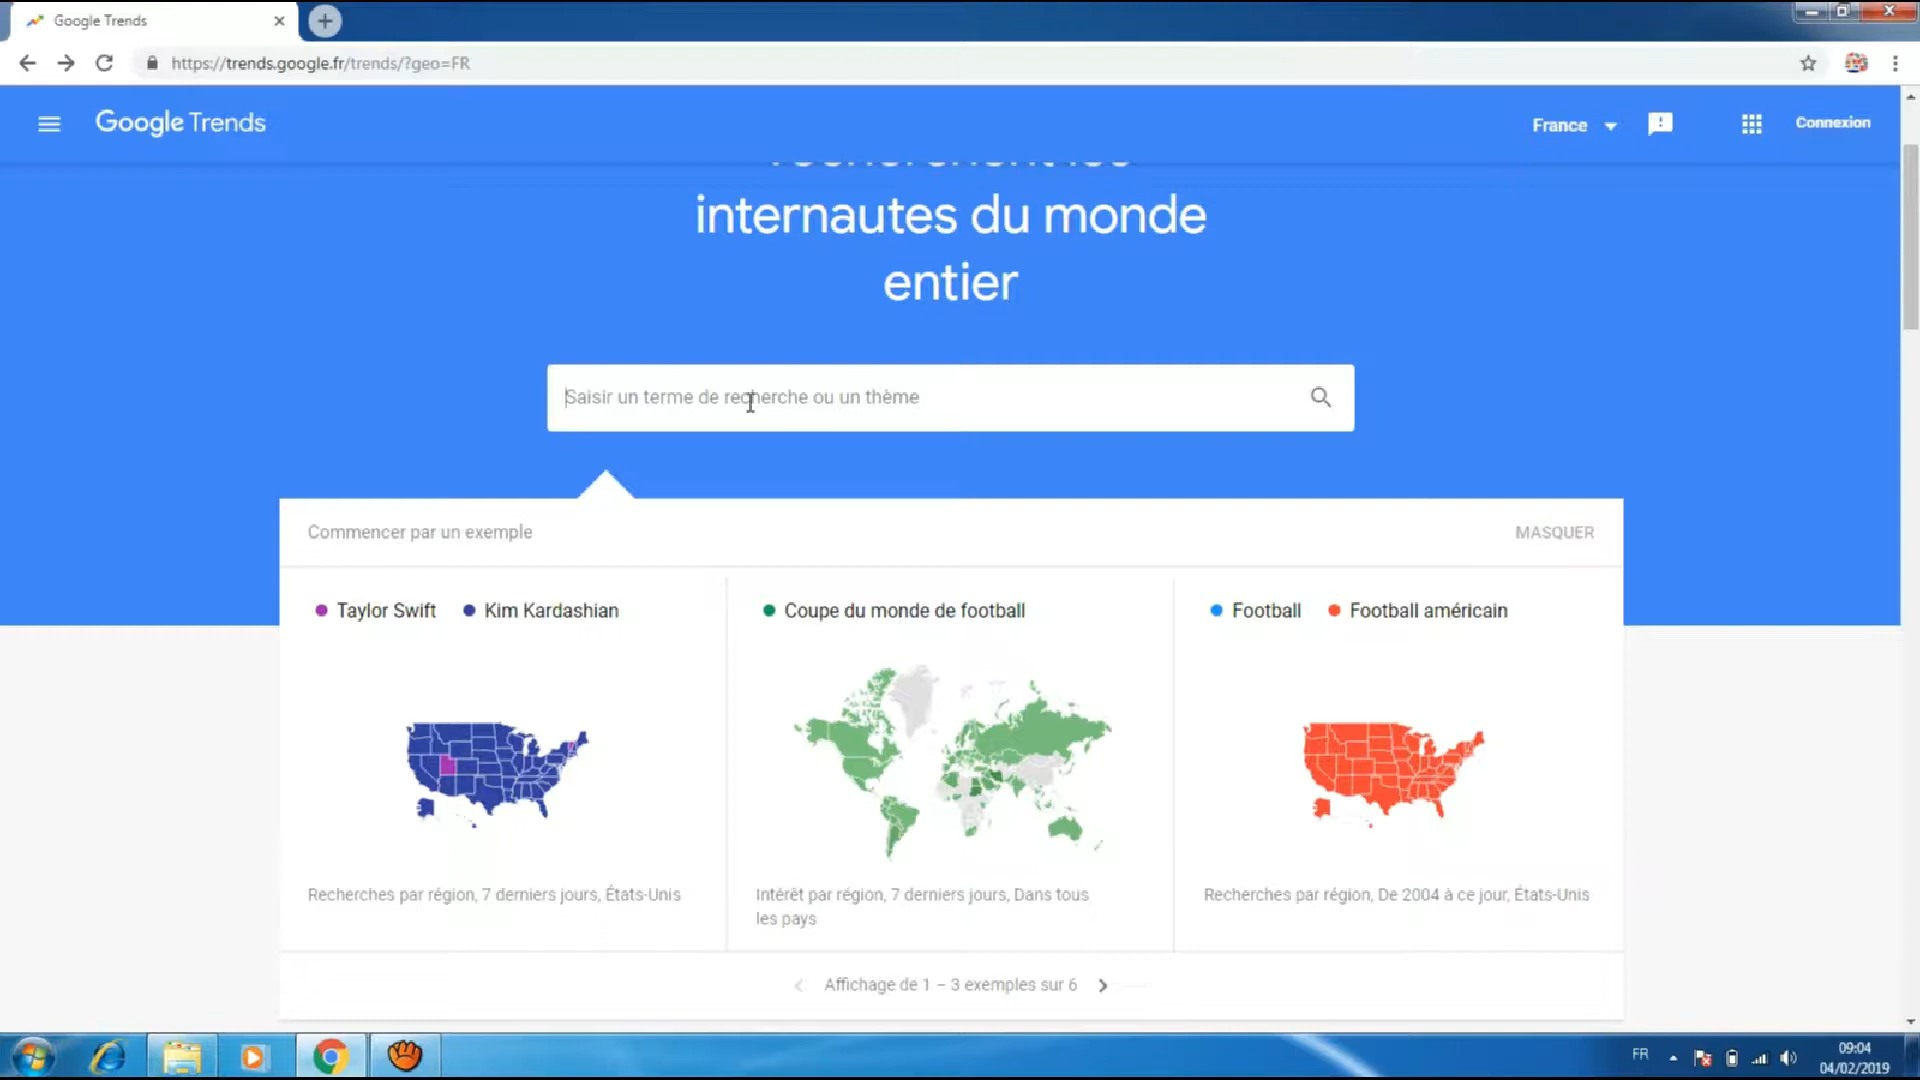 Google Trends
https://trends.google.fr/trends/?geo=FR
Google Trends
France
Connexion
recherchent les
internautes du monde
entier
Saisir un terme de recherche ou un thème
Commencer par un exemple
MASQUER
Taylor Swift
Kim Kardashian
Coupe du monde de football
Football
Football américain
Recherches par région, 7 derniers jours, États-Unis
Intérêt par région, 7 derniers jours, Dans tous
les pays
Recherches par région, De 2004 à ce jour, États-Unis
Affichage de 1 – 3 exemples sur 6
FR
09:04
04/02/2019